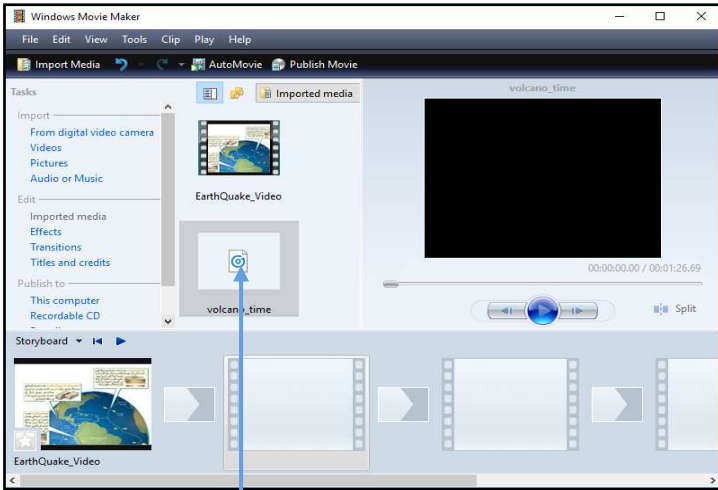 Windows Movie Maker
File Edit View Tools Clip Play Help
Import Media AutoMovie Publish Movie
Tasks
Imported media
volcano_time
Import
From digital video camera
Videos
Pictures
Audio or Music
EarthQuake_Video
Edit
Imported media
Effects
Transitions
Titles and credits
00:00:00.00 / 00:01:26.69
Publish to
This computer
Recordable CD
volcano_time
Split
Storyboard
EarthQuake_Video